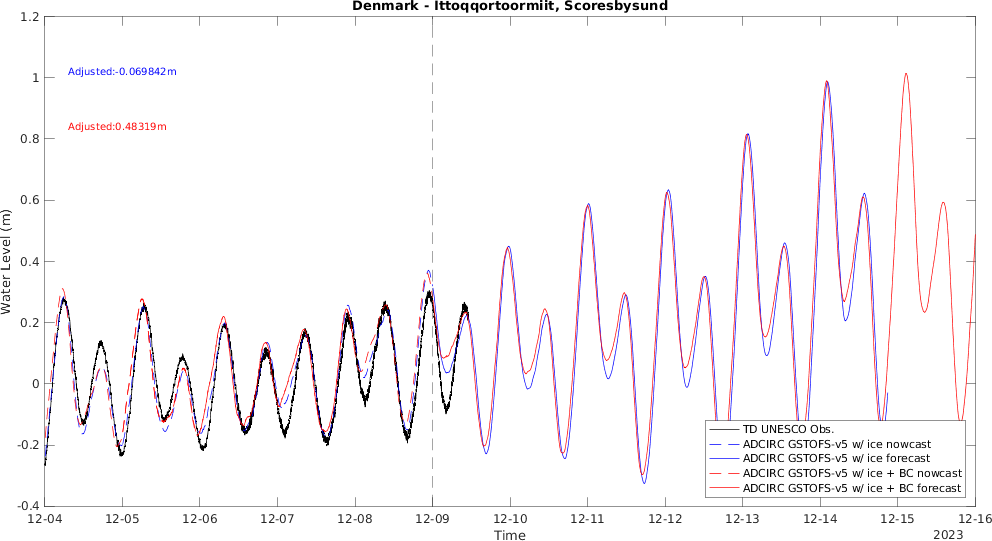 Denmark - Ittoqqortoormiit, Scoresbysund
Adjusted:-0.069842m
Adjusted:0.48319m
Water Level (m)
1.2
1
0.8
0.6
0.4
0.2
0
-0.2
-0.4
TD UNESCO Obs.
ADCIRC GSTOFS-v5 w/ ice nowcast
ADCIRC GSTOFS-v5 w/ ice forecast
ADCIRC GSTOFS-v5 w/ ice + BC nowcast
ADCIRC GSTOFS-v5 w/ ice + BC forecast
12-04 12-05 12-06 12-07 12-08 12-09 12-10 12-11 12-12 12-13 12-14 12-15 12-16
Time
2023